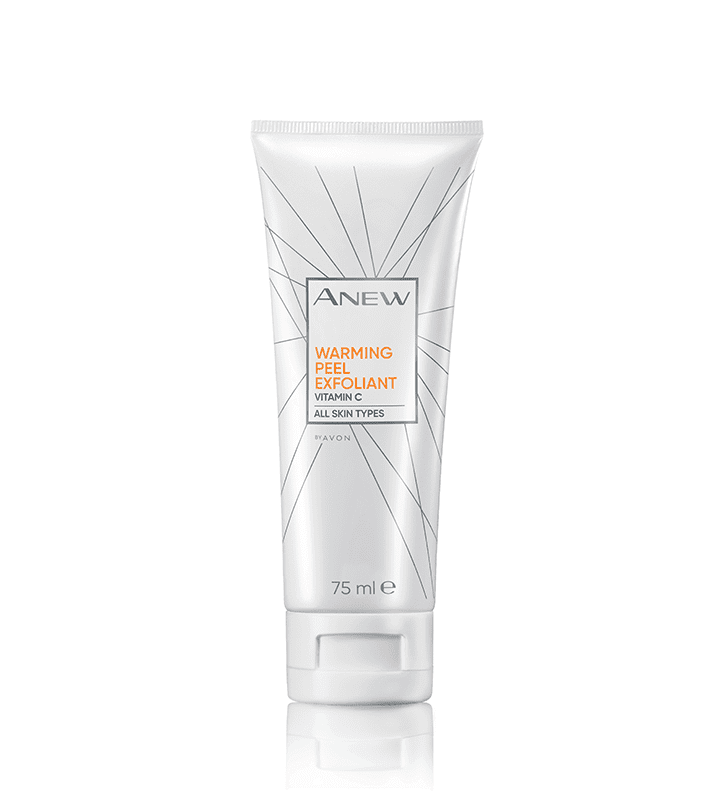 ANEW
WARMING
PEEL
EXFOLIANT
VITAMIN C
ALL SKIN TYPES
BY AVON
75 ml ℮